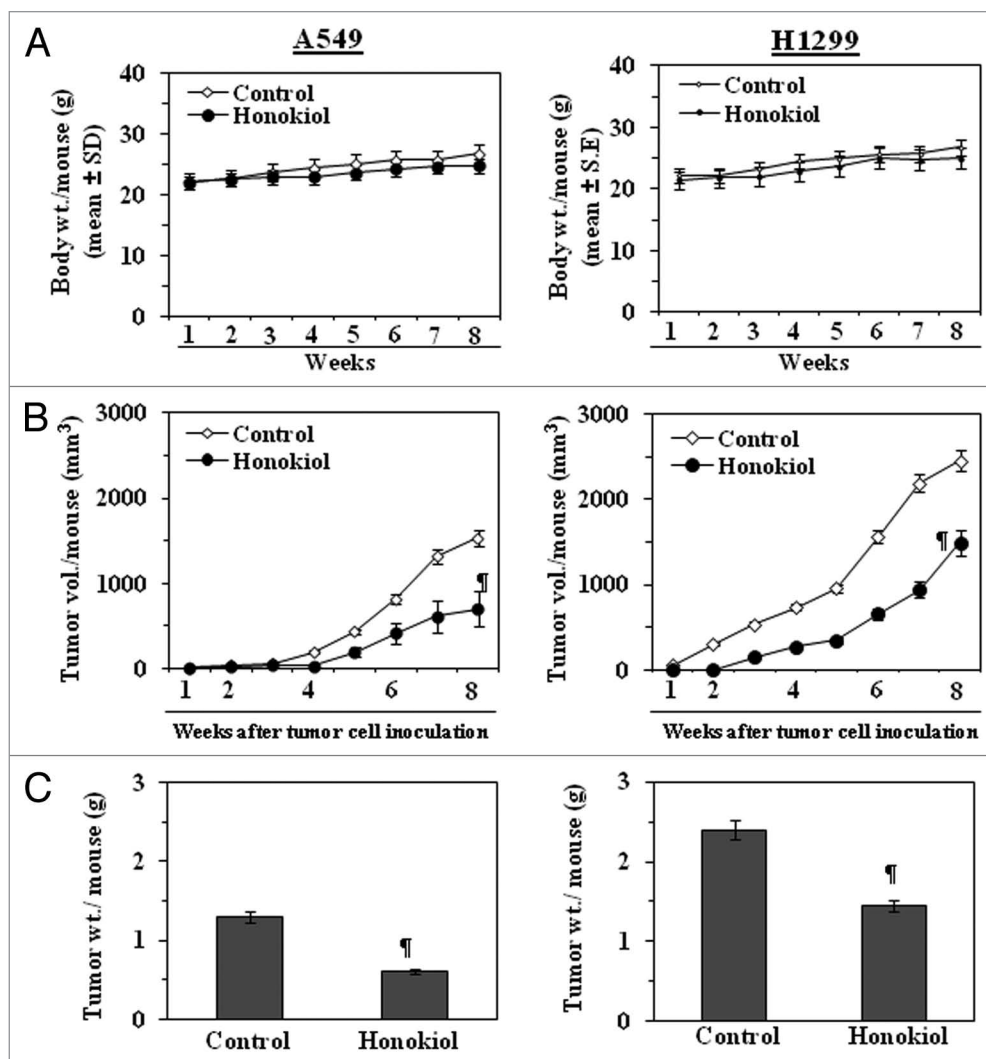 A
A549
H1299
Body wt./mouse (g)
(mean ± SD)
40
30
20
10
0
Control
Honokiol
1 2 3 4 5 6 7 8
Weeks
Body wt./mouse (g)
(mean ± S.E)
40
30
20
10
0
Control
Honokiol
1 2 3 4 5 6 7 8
Weeks
B
Tumor vol./mouse (mm³)
3000
2000
1000
0
Control
Honokiol
¶
1 2 4 6 8
Weeks after tumor cell inoculation
Tumor vol./mouse (mm³)
3000
2000
1000
0
Control
Honokiol
¶
1 2 4 6 8
Weeks after tumor cell inoculation
C
Tumor wt./ mouse (g)
3
2
1
0
¶
Control Honokiol
Tumor wt./ mouse (g)
3
2
1
0
¶
Control Honokiol